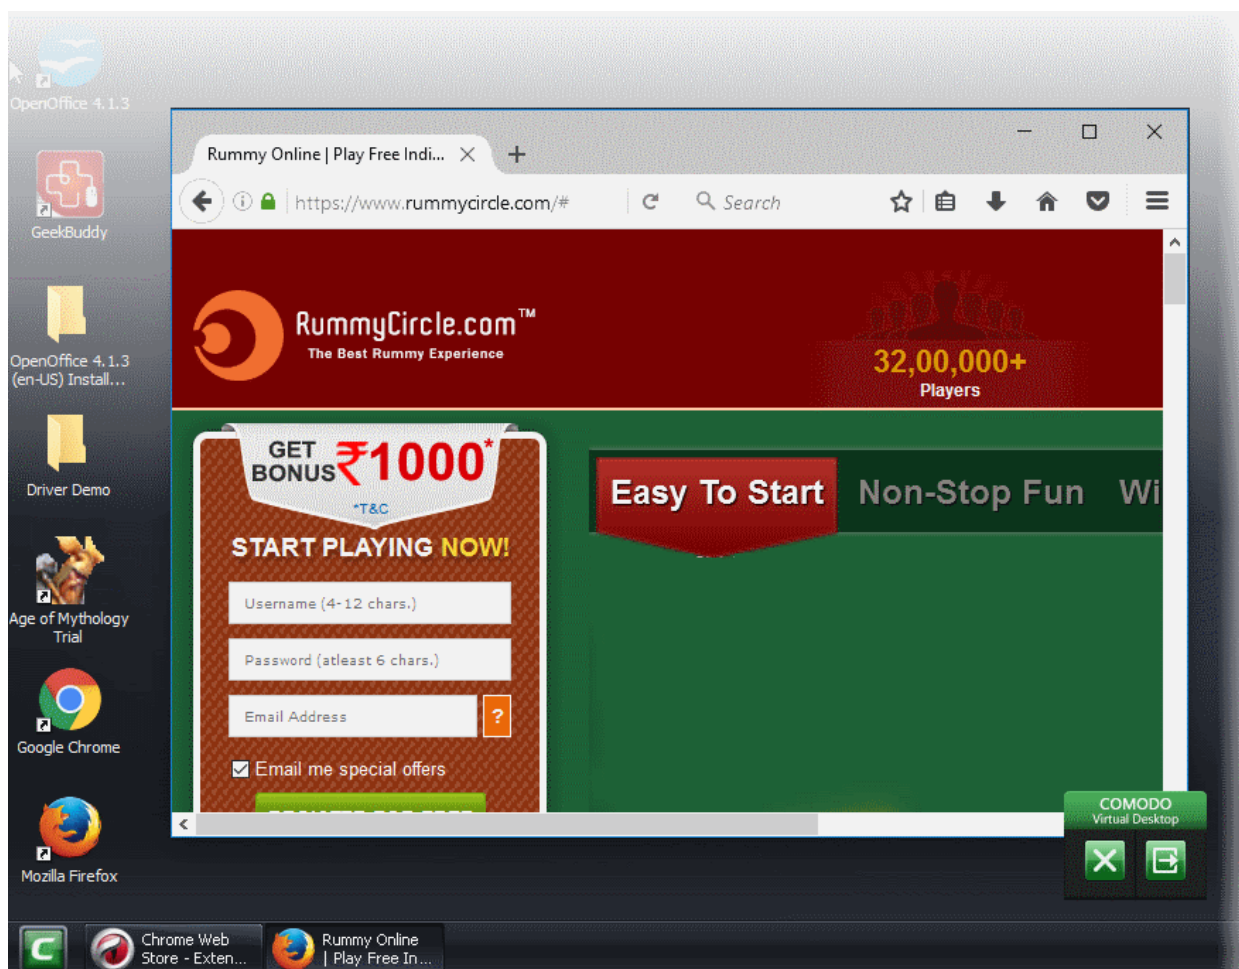 OpenOffice 4.1.3
GeekBuddy
OpenOffice 4.1.3
(en-US) Install...
Driver Demo
Age of Mythology
Trial
Google Chrome
Mozilla Firefox
Rummy Online | Play Free Indi...
https://www.rummycircle.com/#
Search
RummyCircle.com™
The Best Rummy Experience
32,00,000+
Players
GET
BONUS ₹1000*
*T&C
START PLAYING NOW!
Username (4-12 chars.)
Password (atleast 6 chars.)
Email Address
?
Email me special offers
REGISTER FOR FREE
Easy To Start
Non-Stop Fun
Wi
COMODO
Virtual Desktop
Chrome Web
Store - Exten...
Rummy Online
| Play Free In...